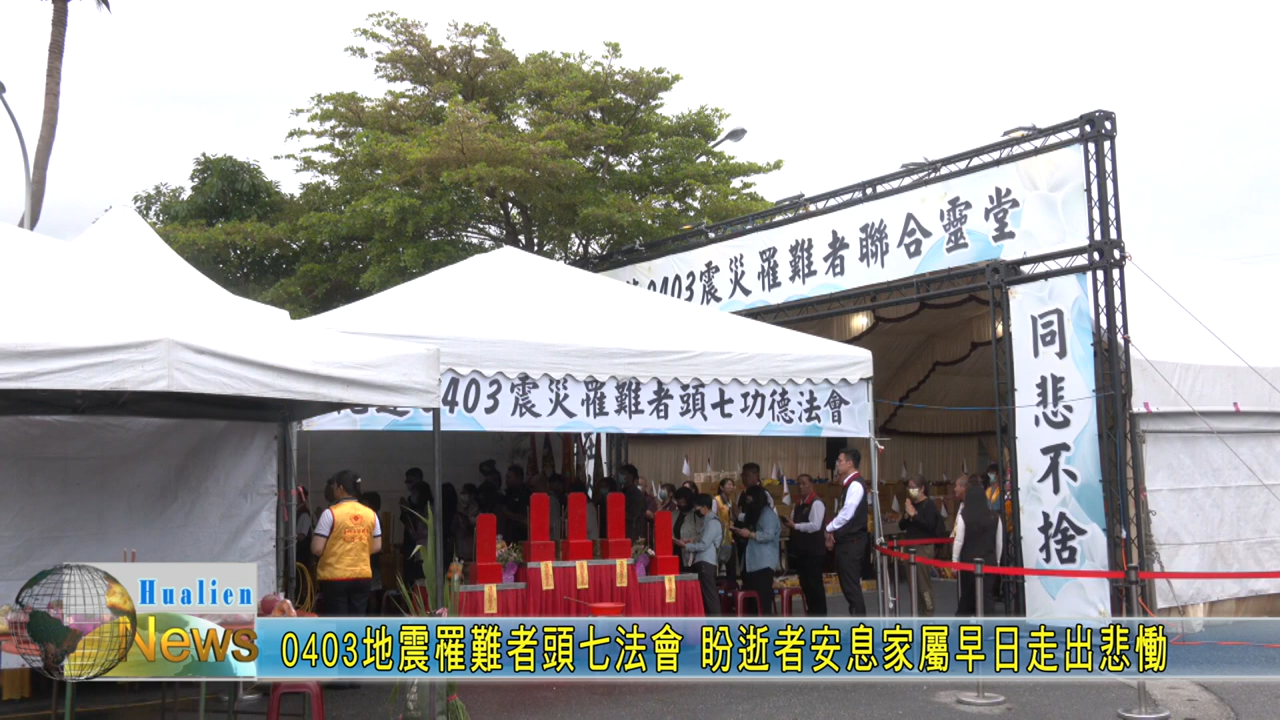 0403震災罹難者聯合靈堂
同悲不捨
0403震災罹難者頭七功德法會
Hualien
News
0403地震罹難者頭七法會 盼逝者安息家屬早日走出悲慟